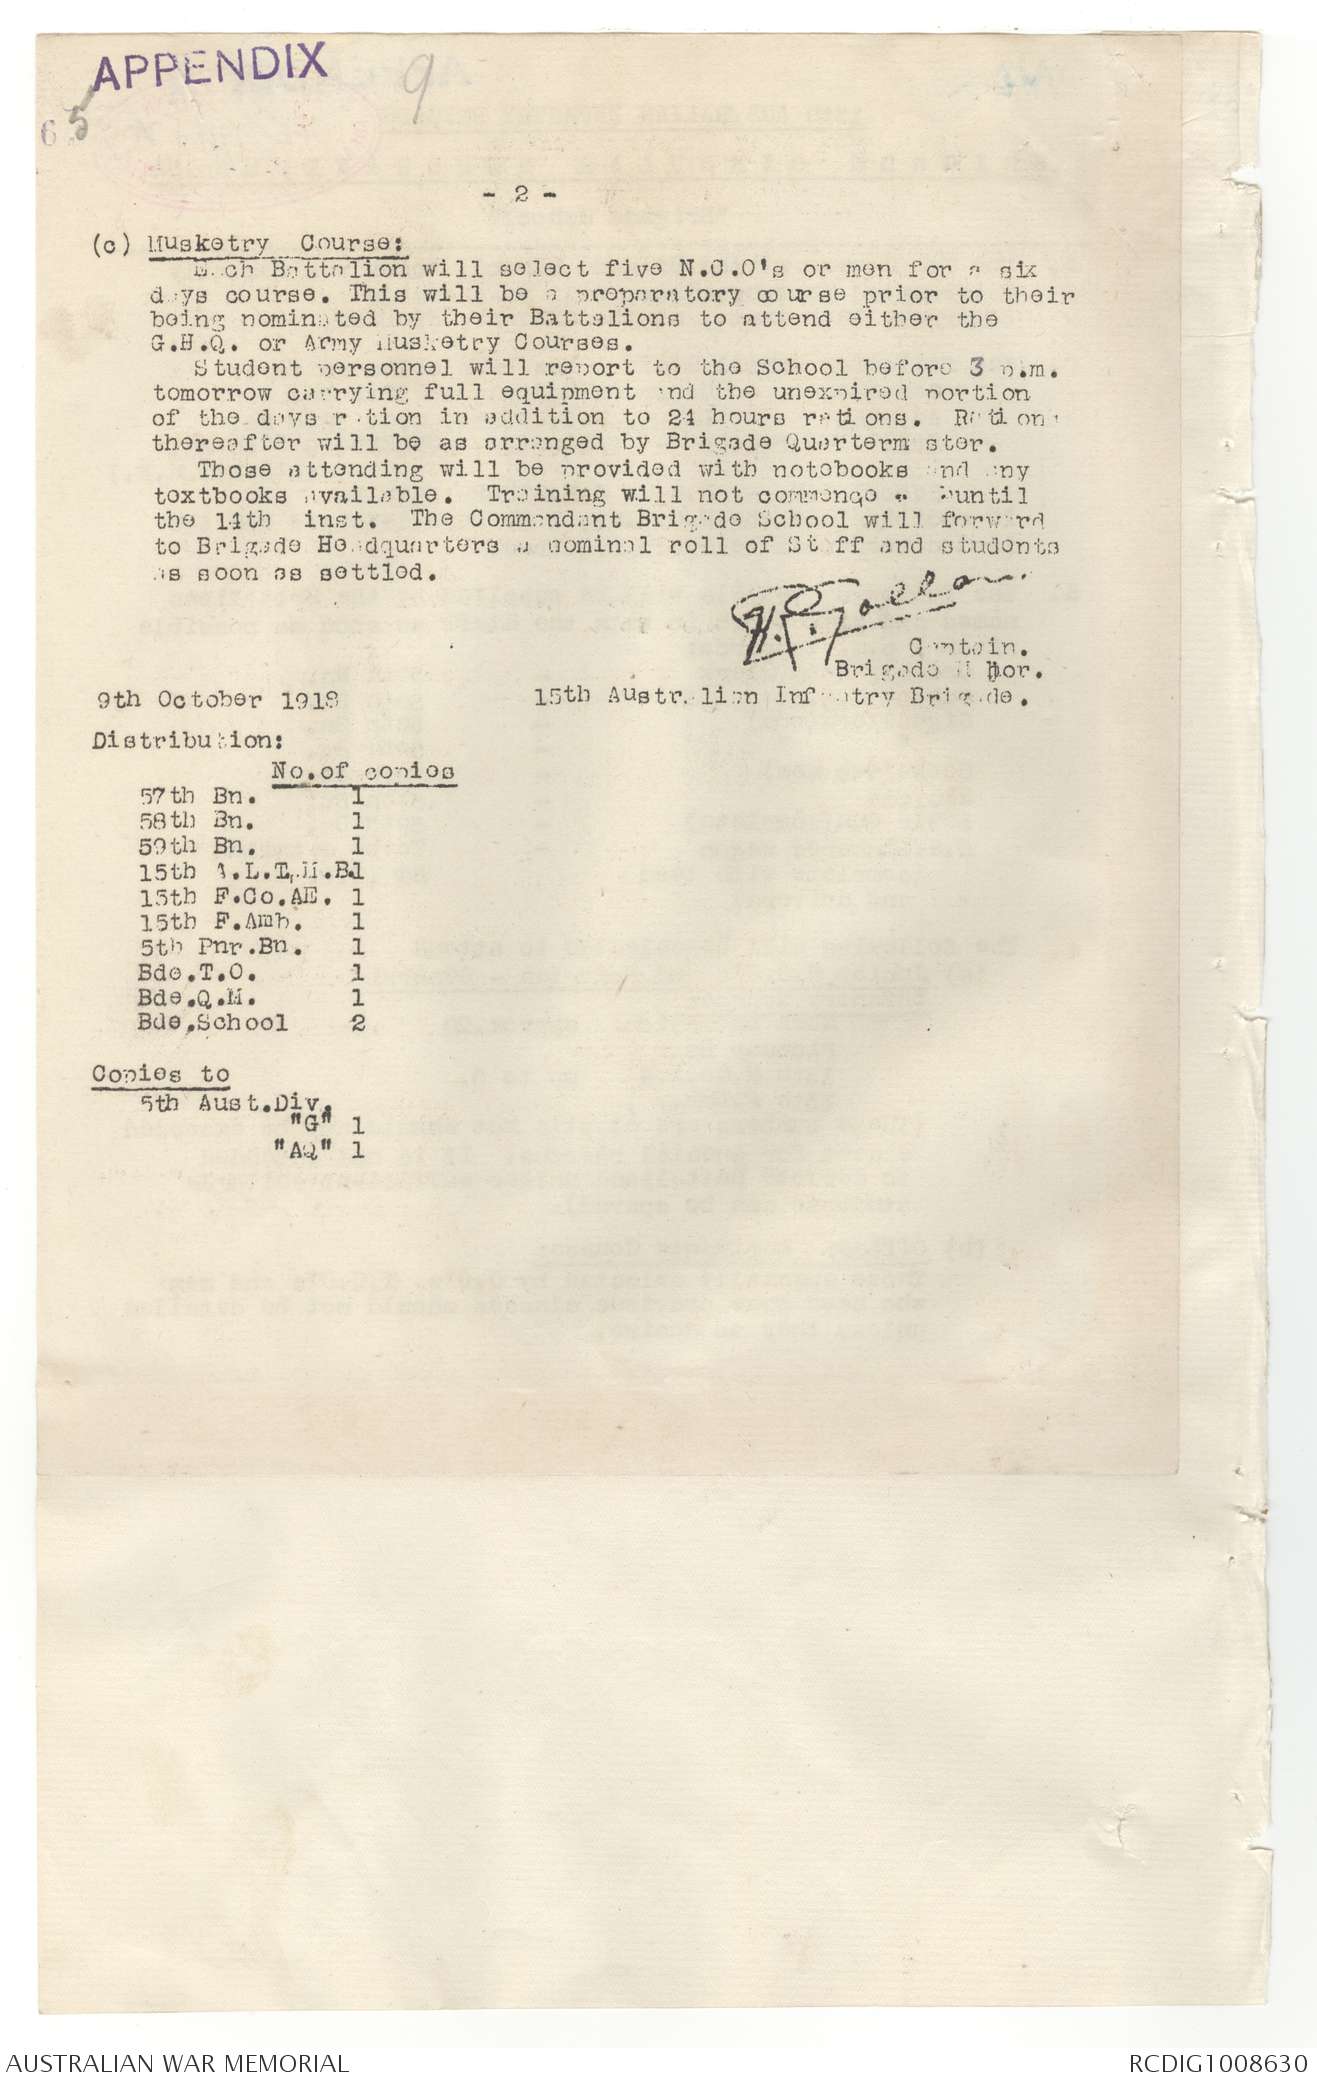 APPENDIX 9
65
- 2 -
(c) Musketry Course:
Each Battalion will select five N.C.O's or men for a six
days course. This will be a preparatory course prior to their
being nominated by their Battalions to attend either the
G.H.Q. or Army Musketry Courses.
Student personnel will report to the School before 3 p.m.
tomorrow carrying full equipment and the unexpired portion
of the days ration in addition to 24 hours rations. Rations
thereafter will be as arranged by Brigade Quartermaster.
Those attending will be provided with notebooks and any
textbooks available. Training will not commence until
the 14th inst. The Commandant Brigade School will forward
to Brigade Headquarters a nominal roll of Staff and students
as soon as settled.
Captain.
Brigade Major.
9th October 1918 15th Australian Infantry Brigade.
Distribution:
No.of copies
57th Bn. 1
58th Bn. 1
59th Bn. 1
15th A.L.T.M.B.1
15th F.Co.AE. 1
15th F.Amb. 1
5th Pnr.Bn. 1
Bde.T.O. 1
Bde.Q.M. 1
Bde.School 2
Copies to
5th Aust.Div.
"G" 1
"AQ" 1
AUSTRALIAN WAR MEMORIAL RCDIG1008630